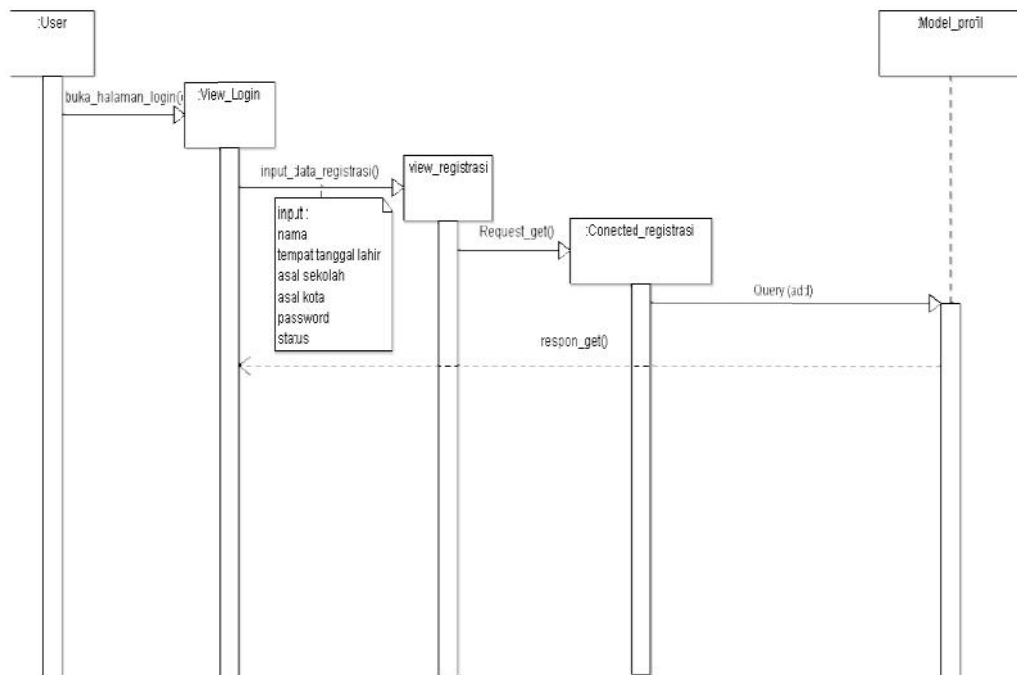 :User
:Model_profil
buka_halaman_login()
:View_Login
input_data_registrasi()
view_registrasi
input :
nama
tempat tanggal lahir
asal sekolah
asal kota
password
status
Request_get()
:Conected_registrasi
Query (add)
respon_get()